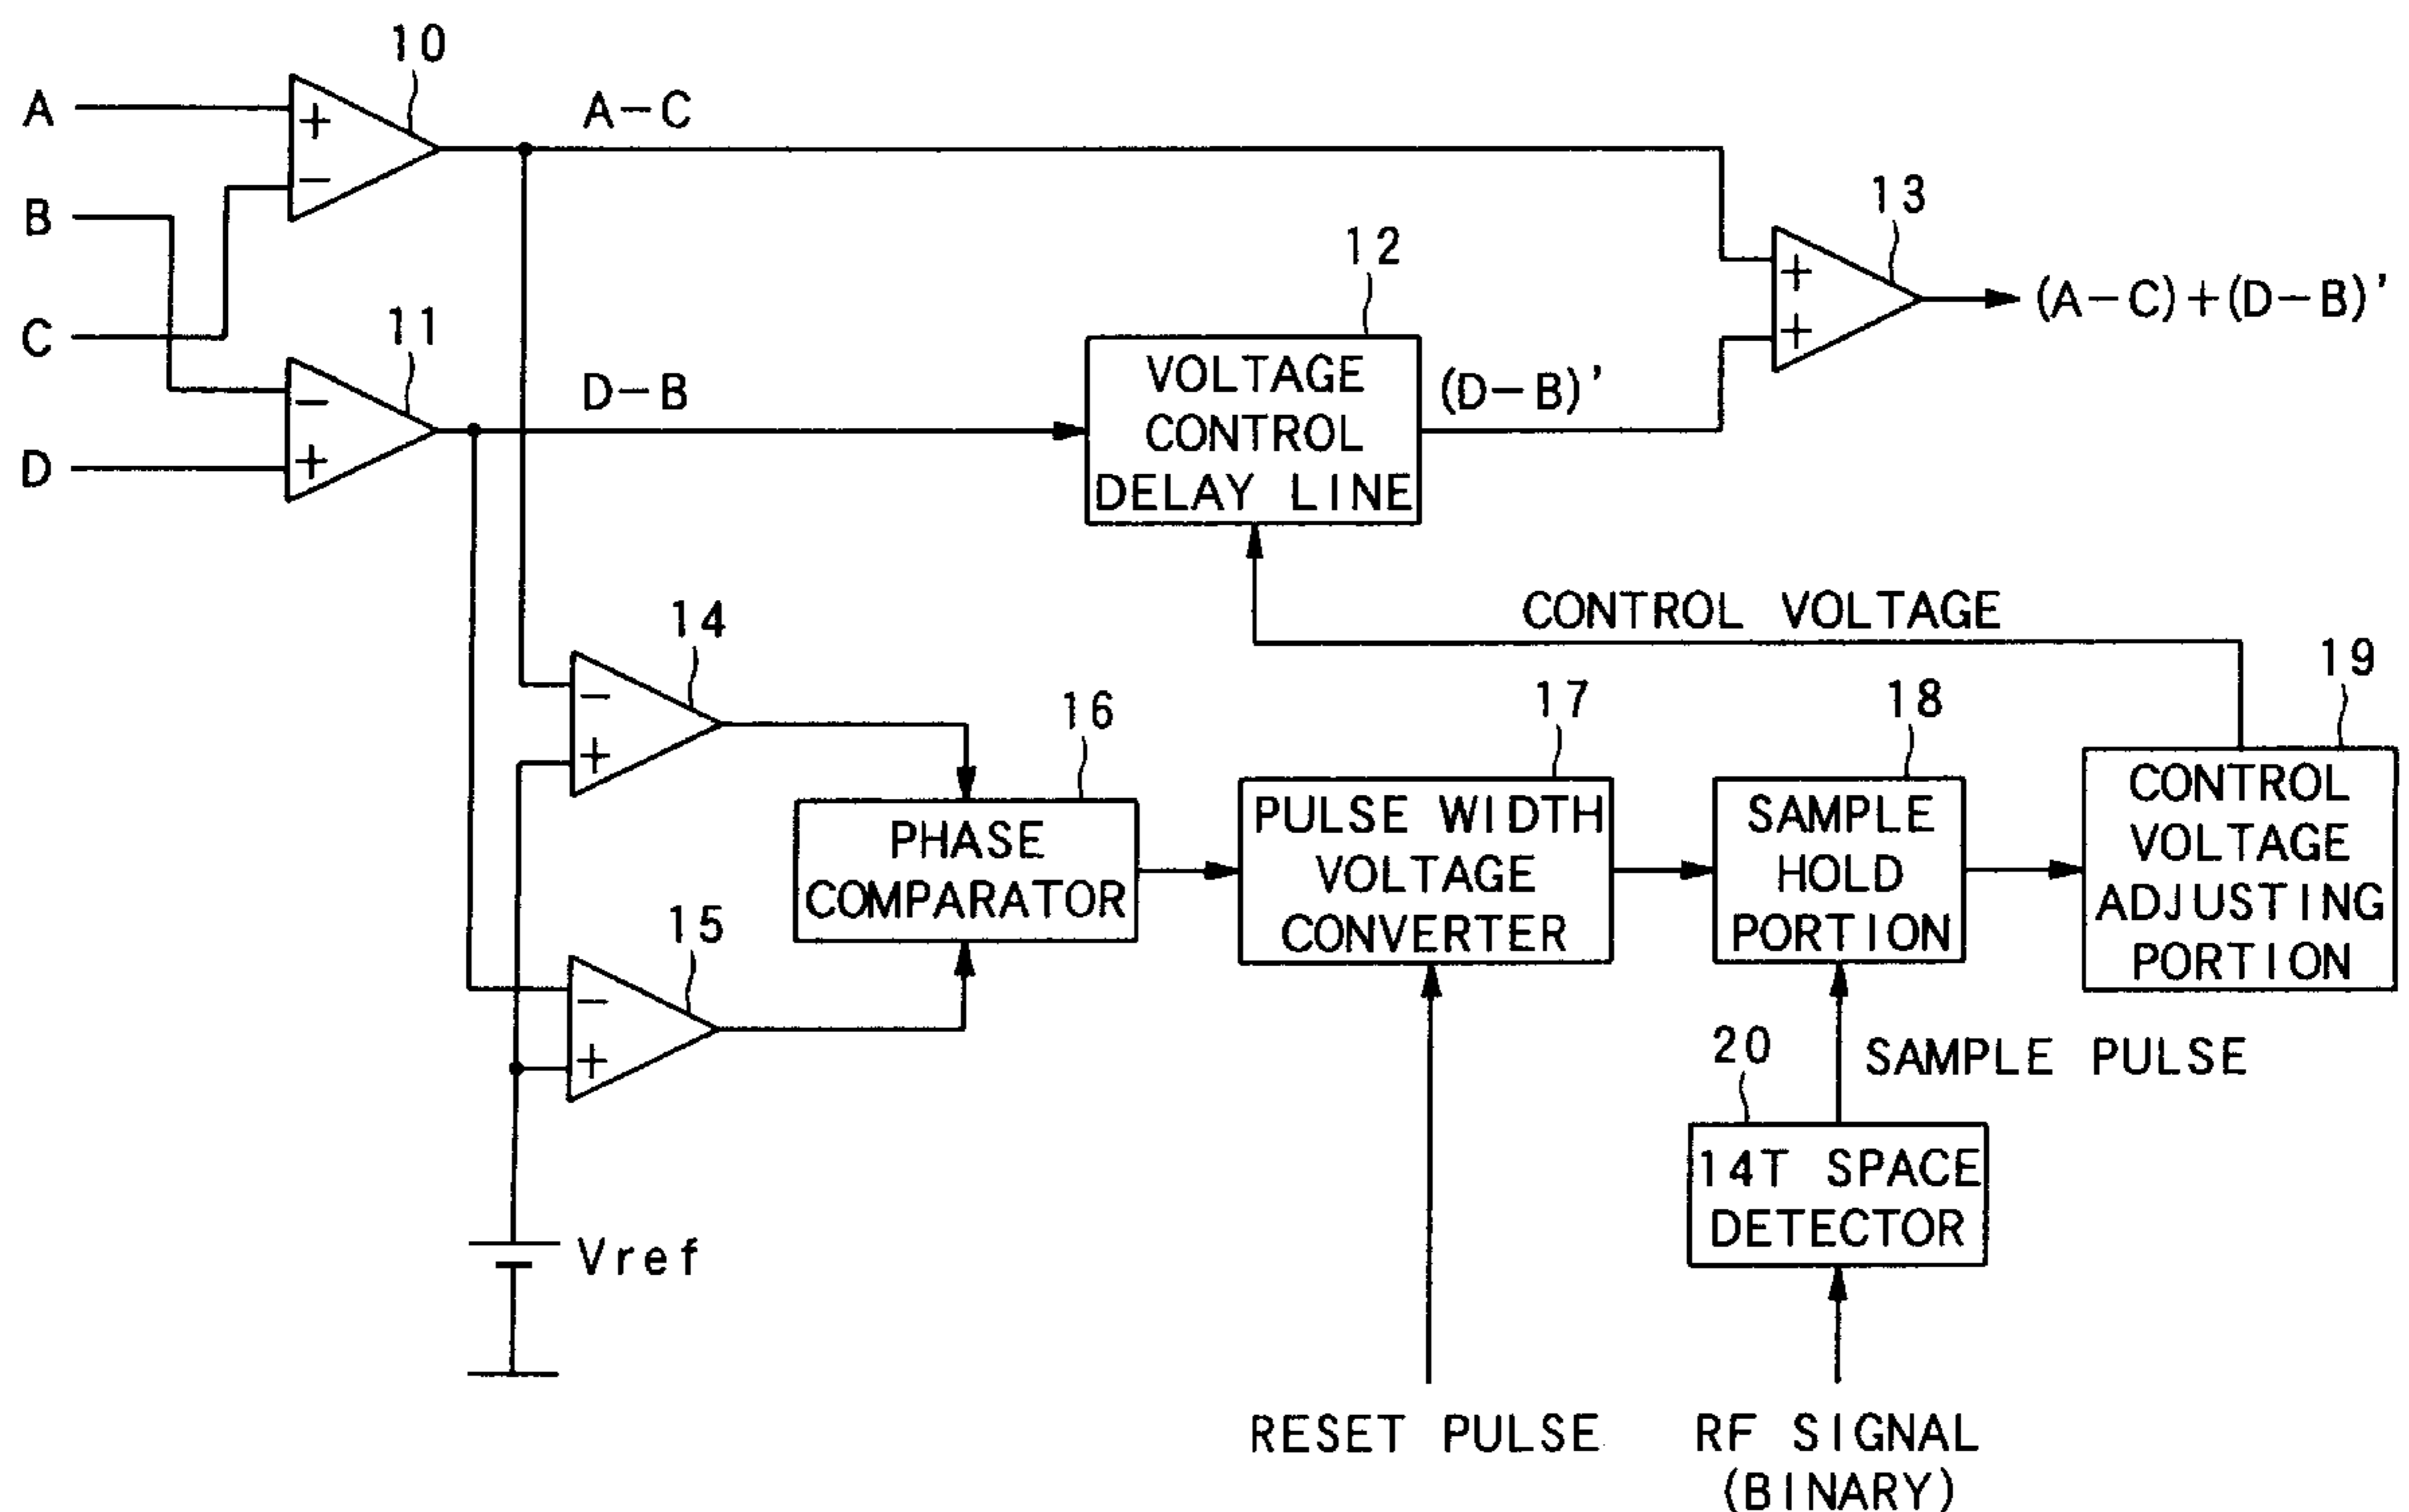 10
A
+
A-C
-
13
B
12
+
(A-C)+(D-B)'
11
C
+
VOLTAGE
CONTROL
DELAY LINE
D-B
(D-B)'
-
D
+
CONTROL VOLTAGE
14
19
-
16
17
18
+
CONTROL
VOLTAGE
ADJUSTING
PORTION
PHASE
COMPARATOR
PULSE WIDTH
VOLTAGE
CONVERTER
SAMPLE
HOLD
PORTION
15
-
20
SAMPLE PULSE
+
14T SPACE
DETECTOR
Vref
RESET PULSE
RF SIGNAL
(BINARY)